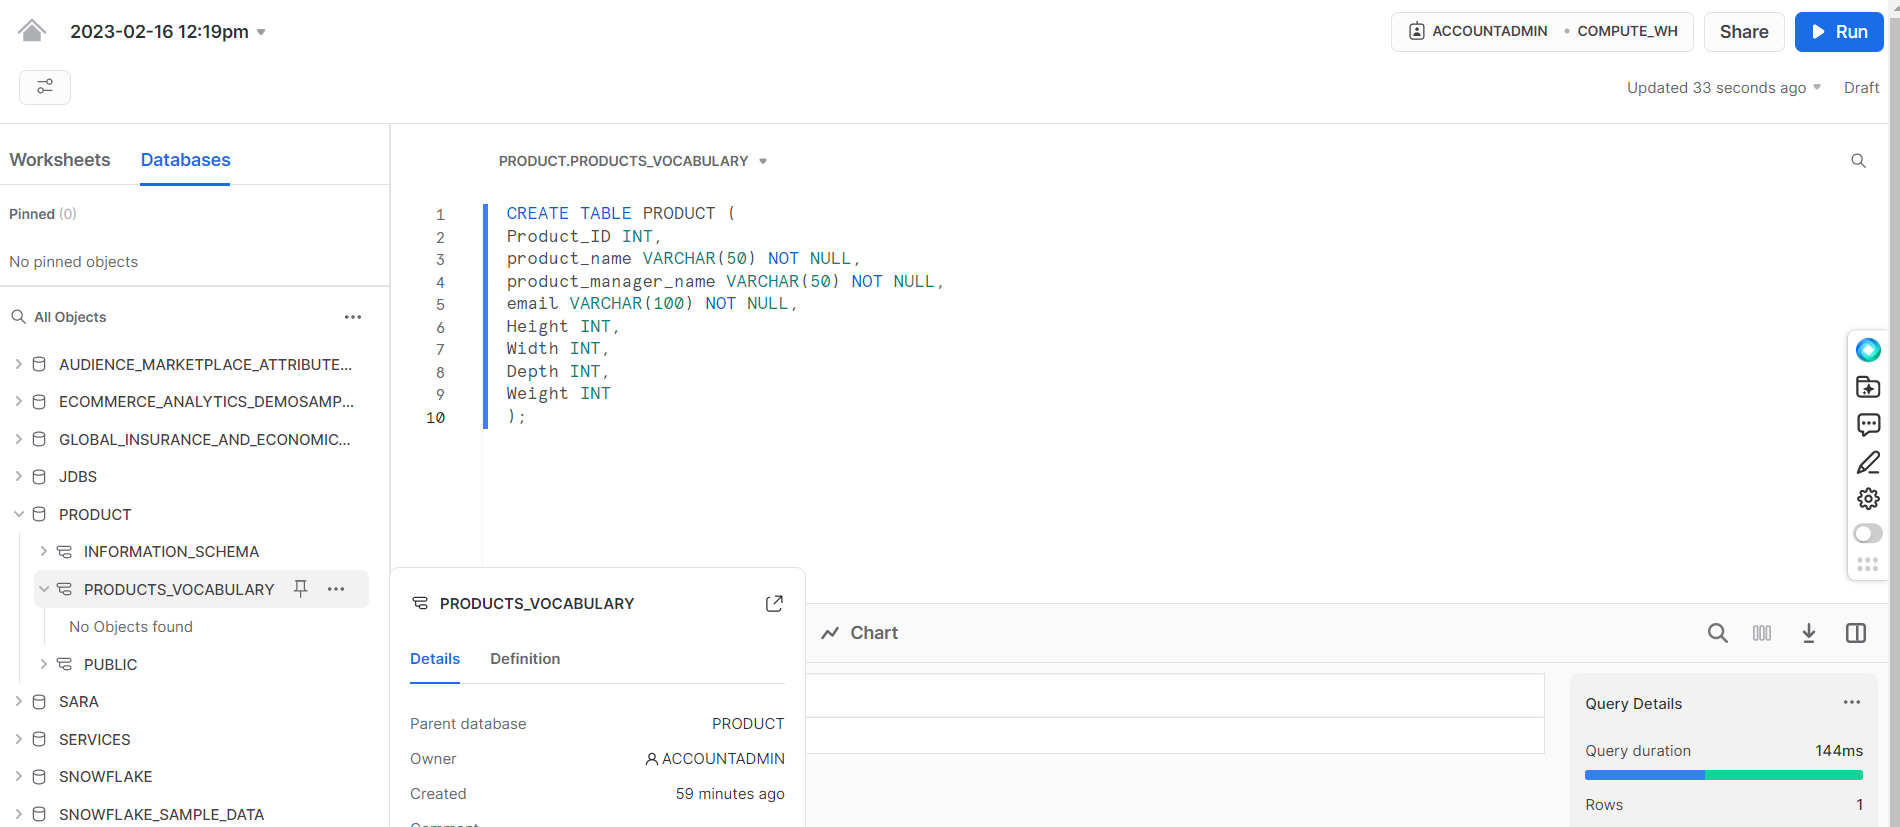 2023-02-16 12:19pm
ACCOUNTADMIN • COMPUTE_WH
Share
Run
Updated 33 seconds ago
Draft
Worksheets
Databases
Pinned (0)
No pinned objects
All Objects
AUDIENCE_MARKETPLACE_ATTRIBUTE...
ECOMMERCE_ANALYTICS_DEMOSAMP...
GLOBAL_INSURANCE_AND_ECONOMIC...
JDBS
PRODUCT
INFORMATION_SCHEMA
PRODUCTS_VOCABULARY
No Objects found
PUBLIC
SARA
SERVICES
SNOWFLAKE
SNOWFLAKE_SAMPLE_DATA
PRODUCT.PRODUCTS_VOCABULARY
1 CREATE TABLE PRODUCT (
2 Product_ID INT,
3 product_name VARCHAR(50) NOT NULL,
4 product_manager_name VARCHAR(50) NOT NULL,
5 email VARCHAR(100) NOT NULL,
6 Height INT,
7 Width INT,
8 Depth INT,
9 Weight INT
10 );
PRODUCTS_VOCABULARY
Details
Definition
Parent database PRODUCT
Owner ACCOUNTADMIN
Created 59 minutes ago
Chart
Query Details
Query duration 144ms
Rows 1